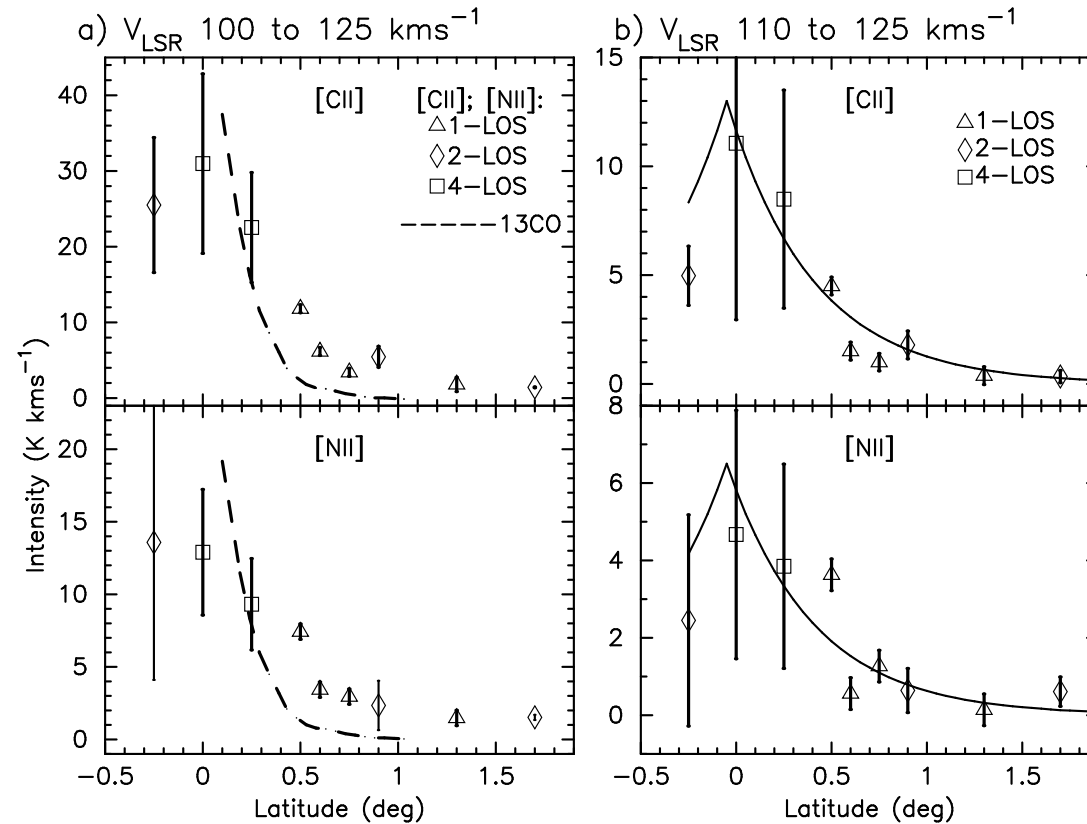 a) V_LSR 100 to 125 kms⁻¹
b) V_LSR 110 to 125 kms⁻¹
[CII]
[CII]; [NII]:
1-LOS
2-LOS
4-LOS
13CO
40
30
20
10
0
[NII]
20
15
10
5
0
Intensity (K kms⁻¹)
-0.5
0
0.5
1
1.5
Latitude (deg)
[CII]
1-LOS
2-LOS
4-LOS
15
10
5
0
[NII]
8
6
4
2
0
-0.5
0
0.5
1
1.5
Latitude (deg)